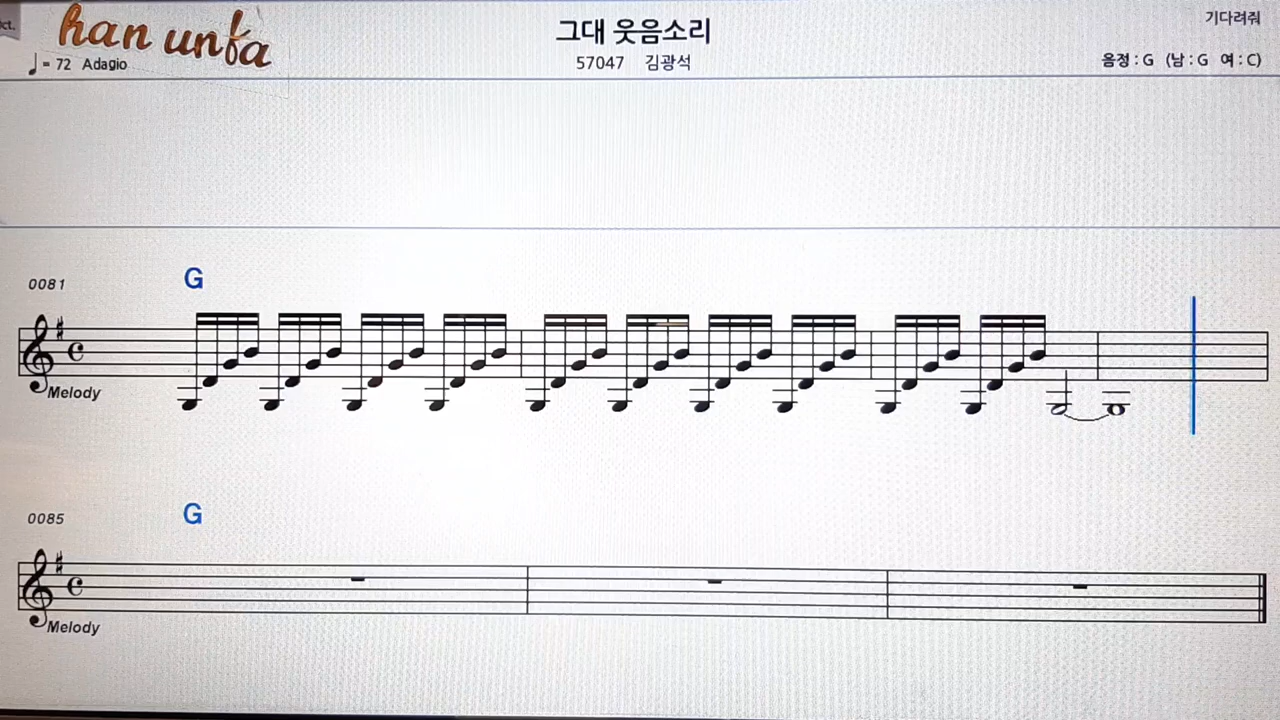 ct.
han unfa
그대 웃음소리
기다려줘
♩= 72 Adagio
57047 김광석
음정 : G (남 : G 여 : C)
0081
G
Melody
0085
G
Melody